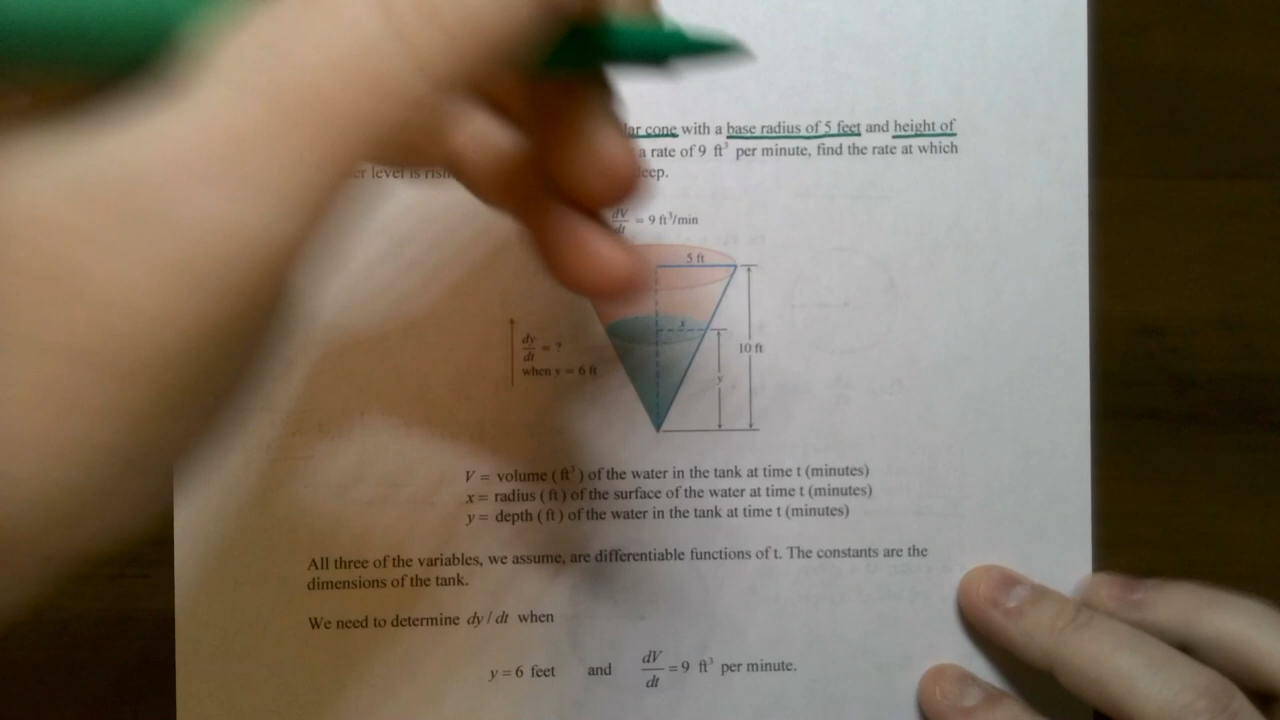 lar cone with a base radius of 5 feet and height of
a rate of 9 ft³ per minute, find the rate at which
er level is
eep.
dV/dt = 9 ft³/min
5 ft
x
dy/dt = ?
10 ft
when y = 6 ft
y
V = volume ( ft³ ) of the water in the tank at time t (minutes)
x = radius ( ft ) of the surface of the water at time t (minutes)
y = depth ( ft ) of the water in the tank at time t (minutes)
All three of the variables, we assume, are differentiable functions of t. The constants are the
dimensions of the tank.
We need to determine dy / dt when
y = 6 feet and dV/dt = 9 ft³ per minute.